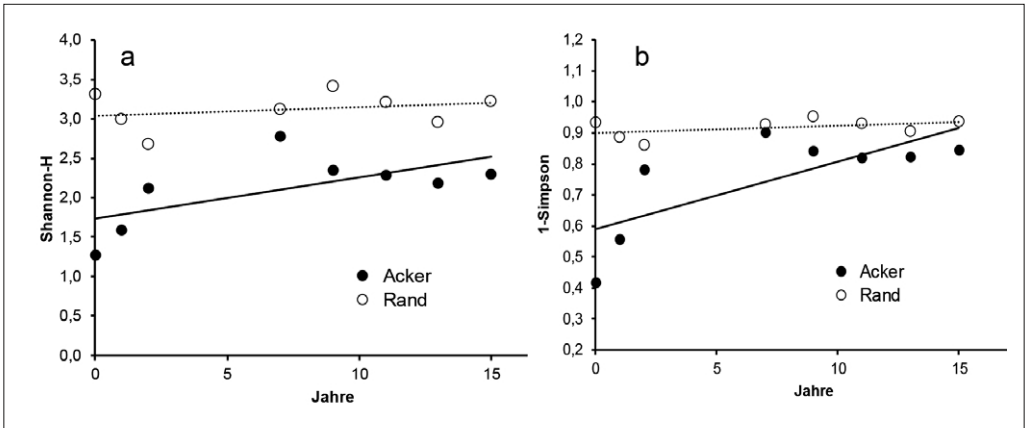 a
4,0
3,5
3,0
2,5
2,0
1,5
1,0
0,5
0,0
Shannon-H
0
5
10
15
Jahre
Acker
Rand
b
1,2
1,1
1,0
0,9
0,8
0,7
0,6
0,5
0,4
0,3
0,2
1-Simpson
0
5
10
15
Jahre
Acker
Rand